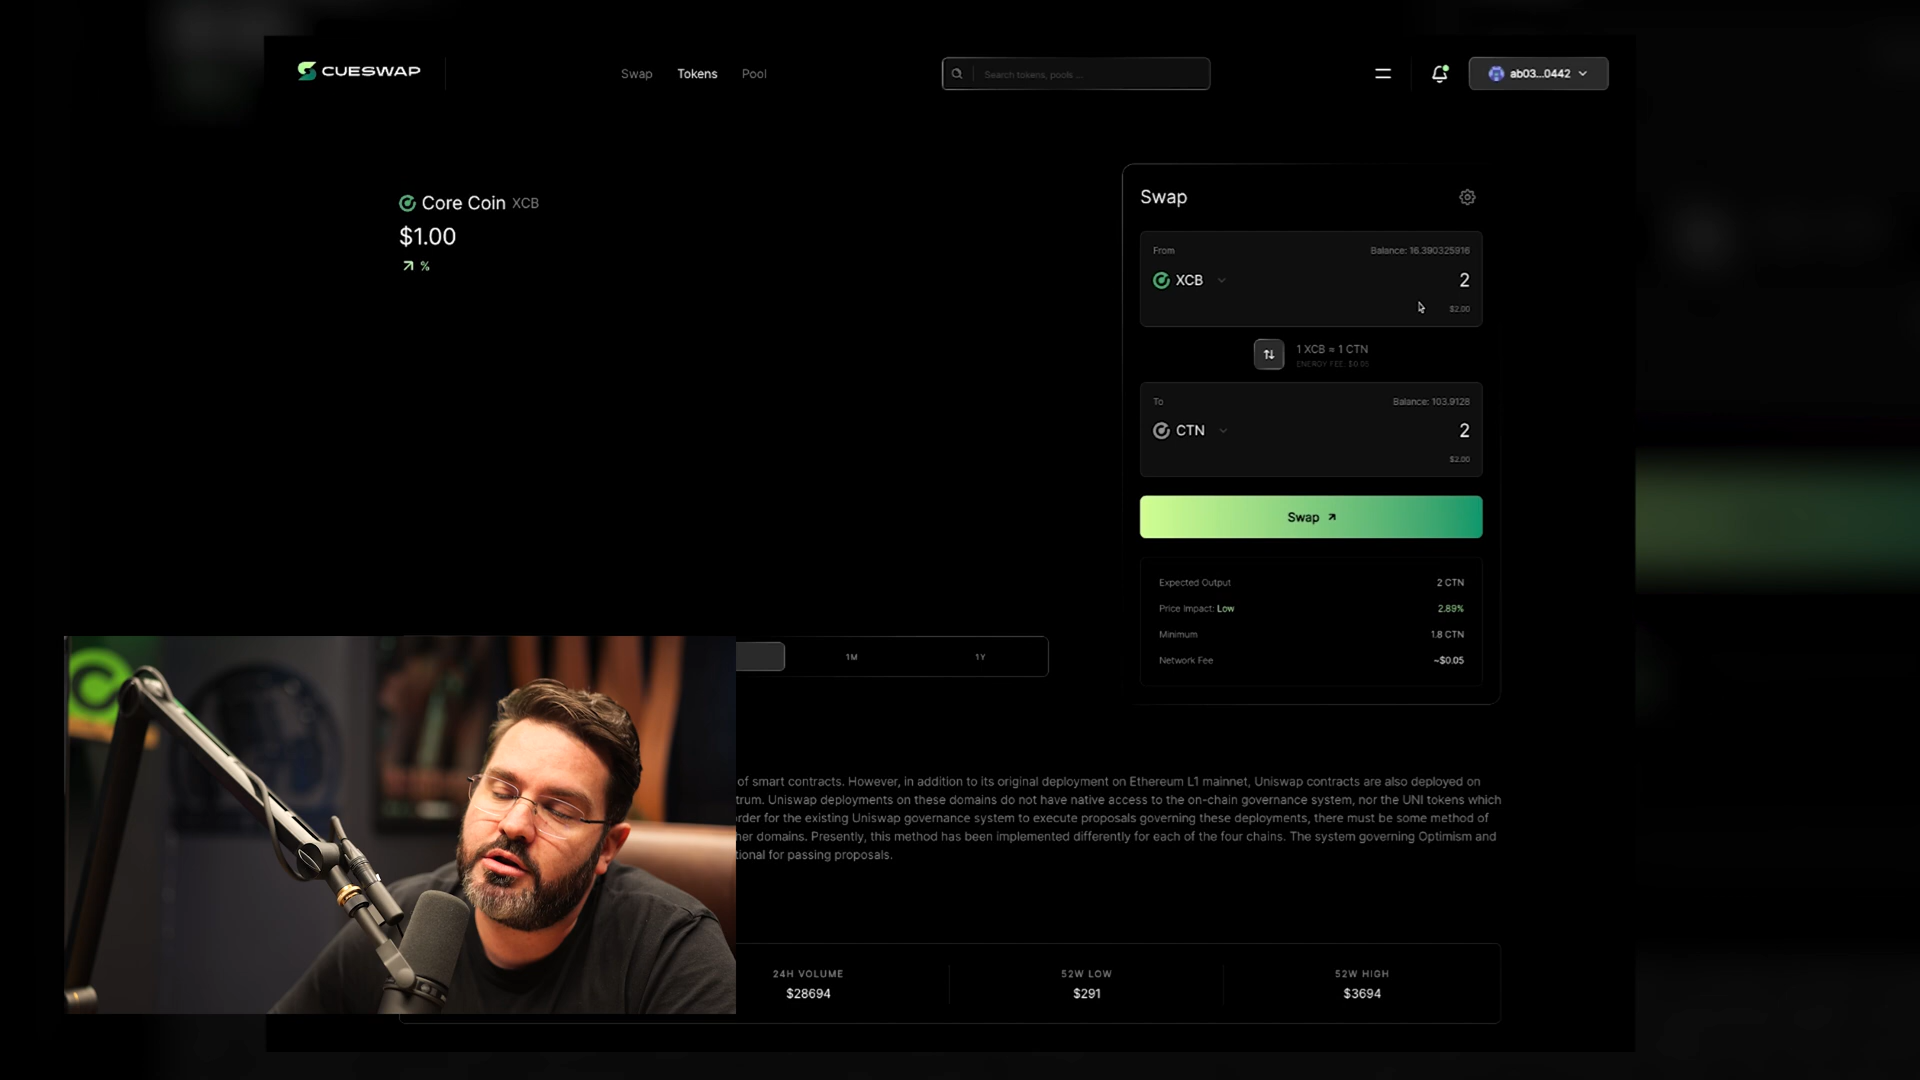 CUESWAP
Swap
Tokens
Pool
Search tokens, pools ...
ab03...0442
Core Coin XCB
$1.00
%
Swap
From
Balance: 16.390325916
XCB
2
$2.00
1 XCB = 1 CTN
ENERGY FEE: $0.05
To
Balance: 103.9128
CTN
2
$2.00
Swap
Expected Output
2 CTN
Price Impact: Low
2.89%
Minimum
1.8 CTN
Network Fee
~$0.05
1M
1Y
of smart contracts. However, in addition to its original deployment on Ethereum L1 mainnet, Uniswap contracts are also deployed on
trum. Uniswap deployments on these domains do not have native access to the on-chain governance system, nor the UNI tokens which
order for the existing Uniswap governance system to execute proposals governing these deployments, there must be some method of
her domains. Presently, this method has been implemented differently for each of the four chains. The system governing Optimism and
tional for passing proposals.
24H VOLUME
$28694
52W LOW
$291
52W HIGH
$3694